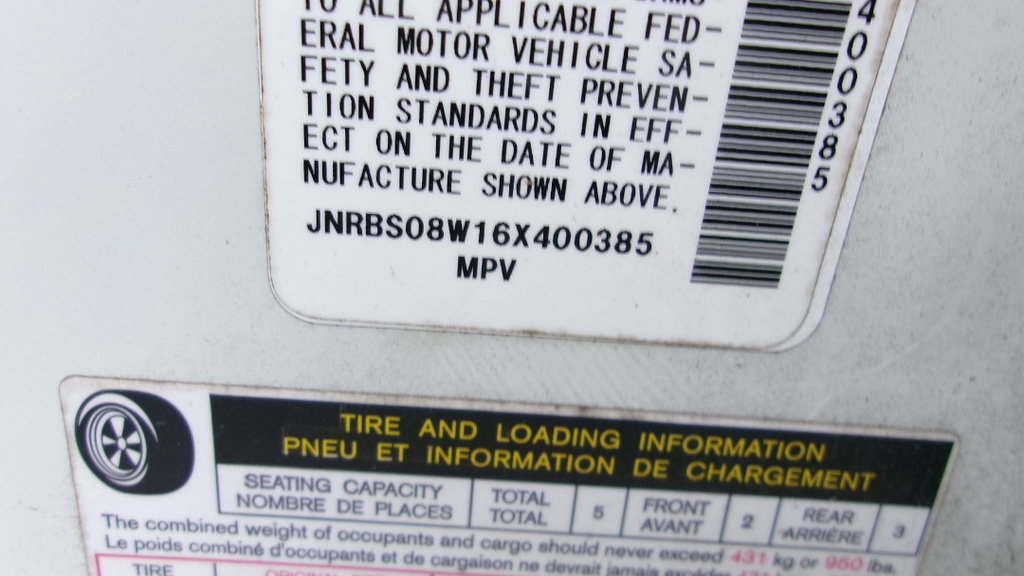 TO ALL APPLICABLE FED-
ERAL MOTOR VEHICLE SA-
FETY AND THEFT PREVEN-
TION STANDARDS IN EFF-
ECT ON THE DATE OF MA-
NUFACTURE SHOWN ABOVE.
JNRBS08W16X400385
MPV
400385
TIRE AND LOADING INFORMATION
PNEU ET INFORMATION DE CHARGEMENT
SEATING CAPACITY
NOMBRE DE PLACES
TOTAL
TOTAL
5
FRONT
AVANT
2
REAR
ARRIÈRE
3
The combined weight of occupants and cargo should never exceed 431 kg or 950 lbs.
Le poids combiné d'occupants et de cargaison ne devrait jamais excéder
TIRE